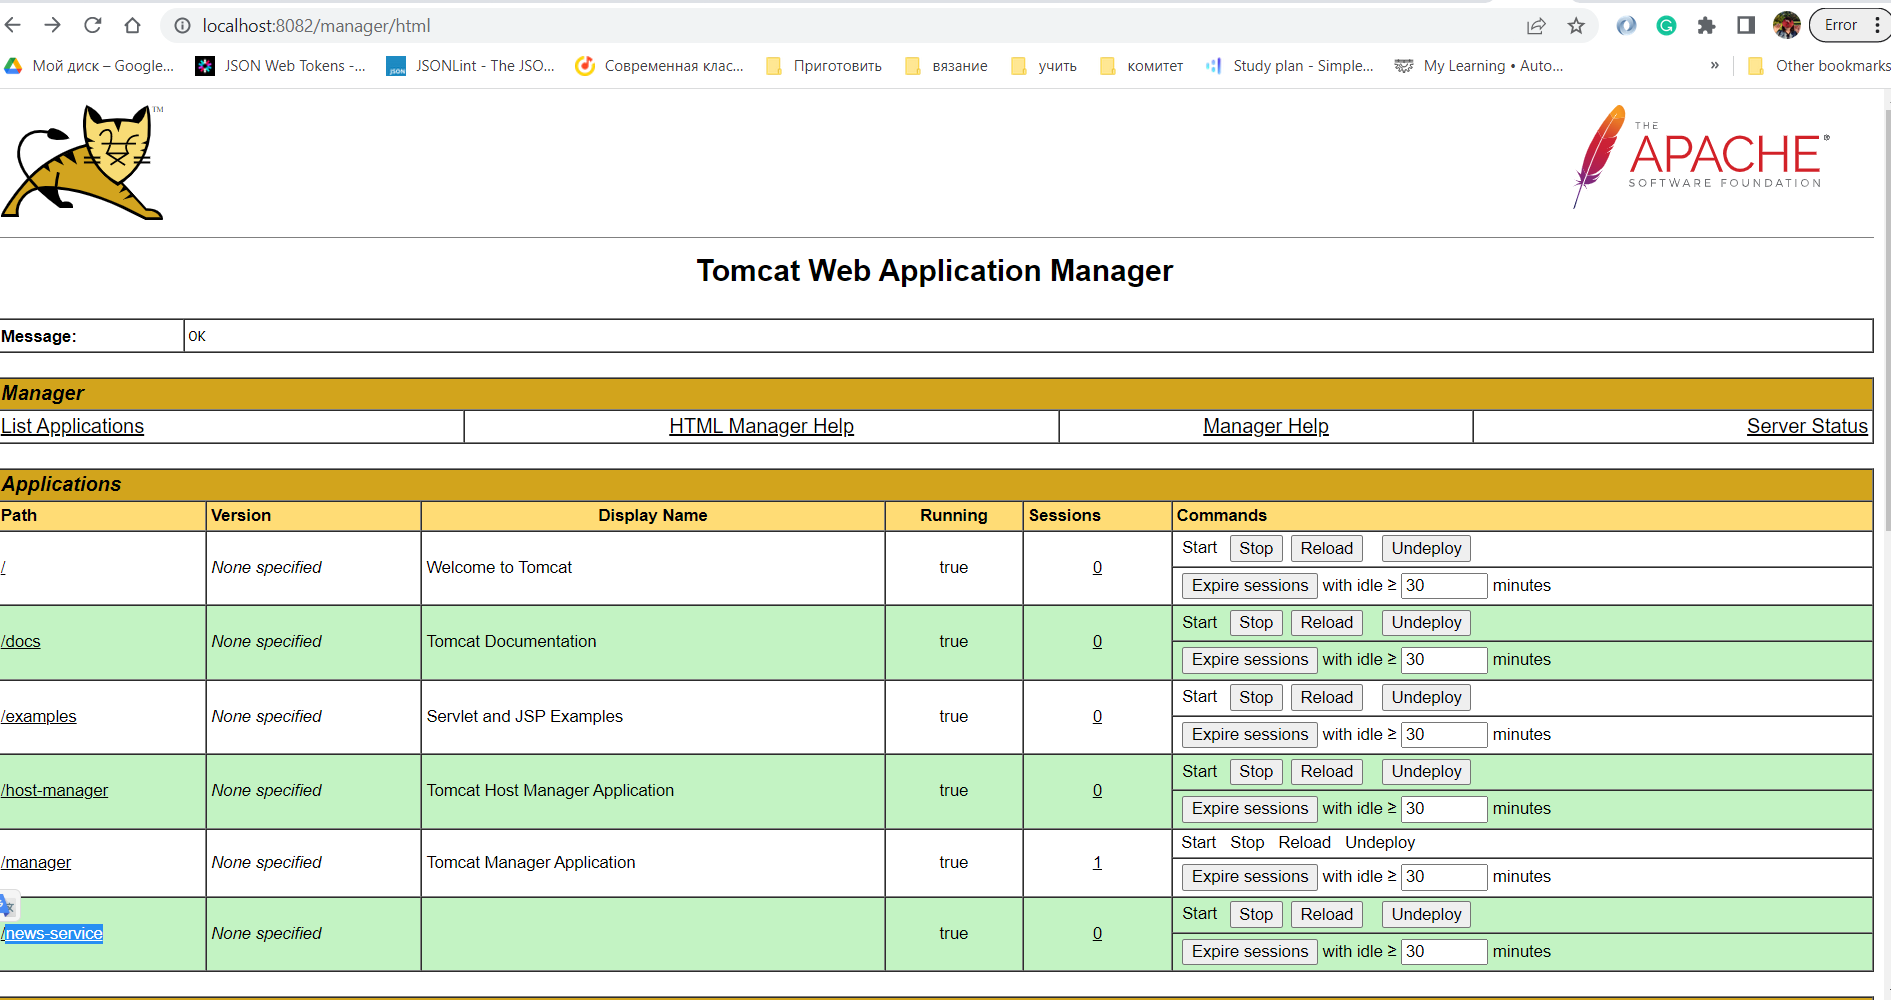 localhost:8082/manager/html
Error
Мой диск – Google...
JSON Web Tokens -...
JSON
JSONLint - The JSO...
Современная клас...
Приготовить
вязание
учить
комитет
Study plan - Simple...
My Learning • Auto...
»
Other bookmarks
TM
THE
APACHE®
SOFTWARE FOUNDATION
Tomcat Web Application Manager
Message: OK
Manager
List Applications HTML Manager Help Manager Help Server Status
Applications
Path Version Display Name Running Sessions Commands
/ None specified Welcome to Tomcat true 0 Start Stop Reload Undeploy
Expire sessions with idle ≥ 30 minutes
/docs None specified Tomcat Documentation true 0 Start Stop Reload Undeploy
Expire sessions with idle ≥ 30 minutes
/examples None specified Servlet and JSP Examples true 0 Start Stop Reload Undeploy
Expire sessions with idle ≥ 30 minutes
/host-manager None specified Tomcat Host Manager Application true 0 Start Stop Reload Undeploy
Expire sessions with idle ≥ 30 minutes
/manager None specified Tomcat Manager Application true 1 Start Stop Reload Undeploy
Expire sessions with idle ≥ 30 minutes
/news-service None specified true 0 Start Stop Reload Undeploy
Expire sessions with idle ≥ 30 minutes